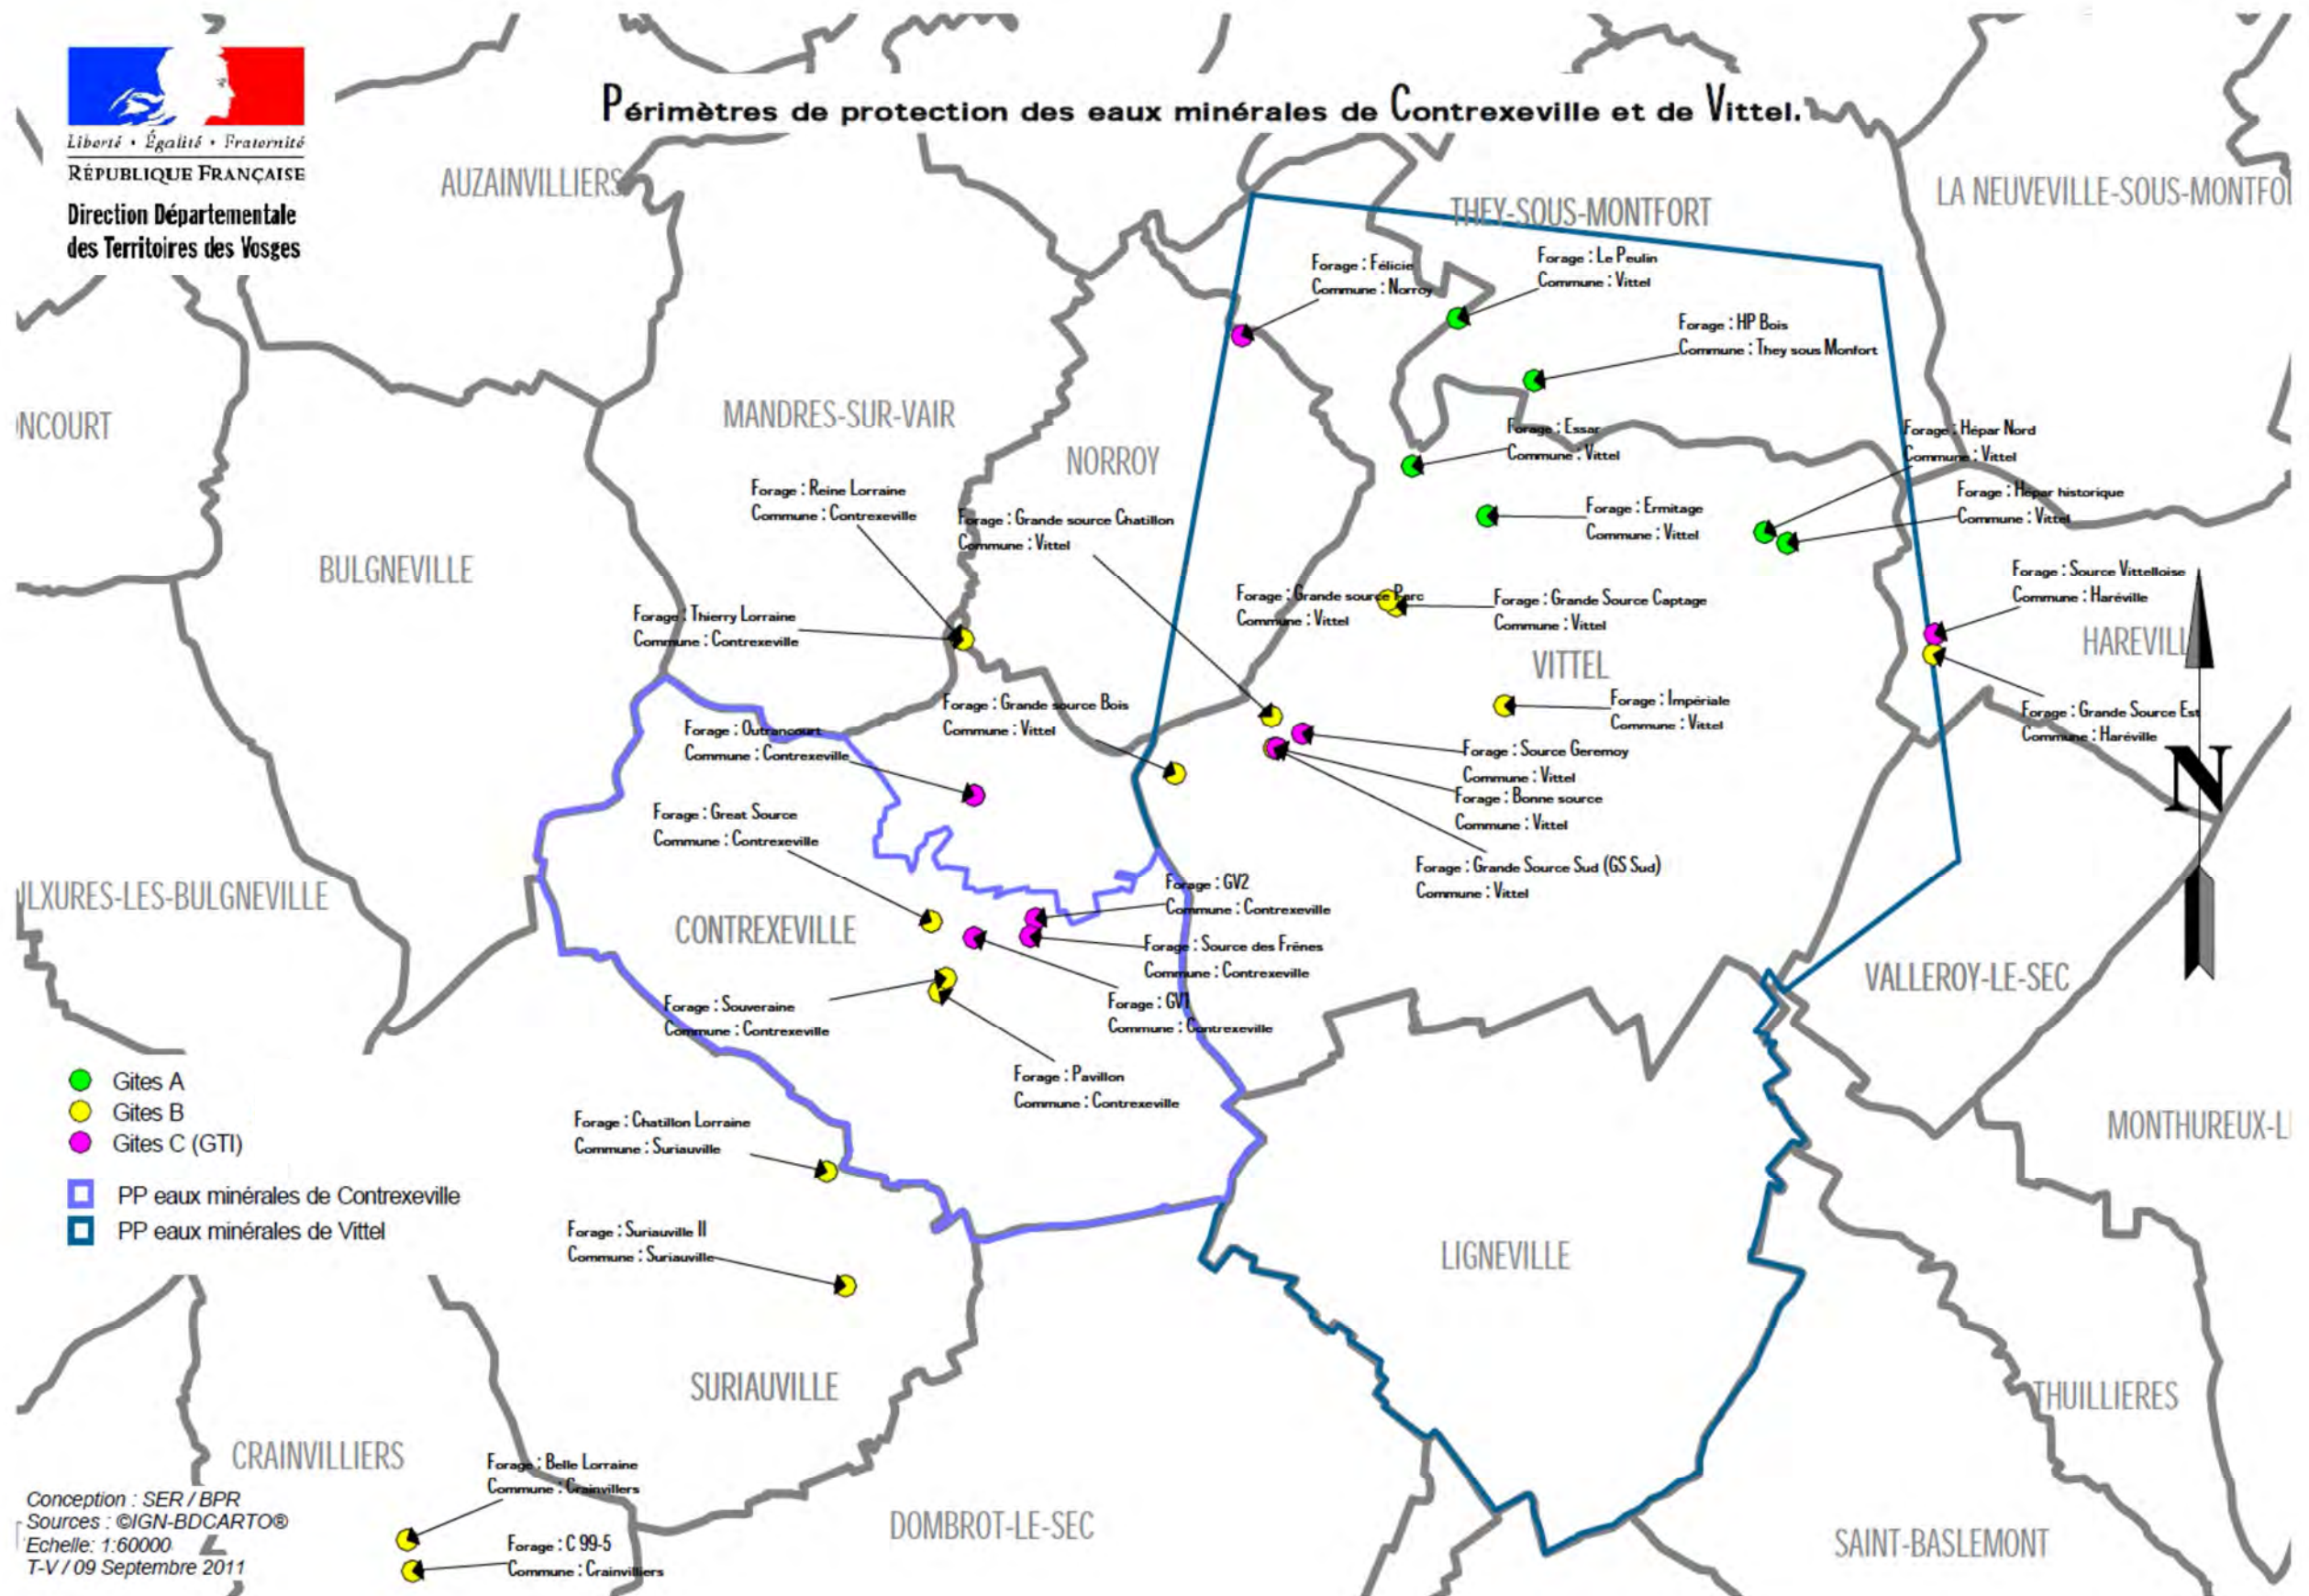 Périmètres de protection des eaux minérales de Contrexeville et de Vittel.
Liberté • Égalité • Fraternité
RÉPUBLIQUE FRANÇAISE
Direction Départementale
des Territoires des Vosges
AUZAINVILLIERS
THEY-SOUS-MONTFORT
LA NEUVEVILLE-SOUS-MONTFO
Forage : Félicie
Commune : Norroy
Forage : Le Peulin
Commune : Vittel
Forage : HP Bois
Commune : They sous Monfort
NCOURT
MANDRES-SUR-VAIR
NORROY
Forage : Essar
Commune : Vittel
Forage : Hépar Nord
Commune : Vittel
Forage : Reine Lorraine
Commune : Contrexeville
Forage : Grande source Chatillon
Commune : Vittel
Forage : Ermitage
Commune : Vittel
Forage : Hépar historique
Commune : Vittel
BULGNEVILLE
Forage : Thierry Lorraine
Commune : Contrexeville
Forage : Grande source Parc
Commune : Vittel
Forage : Grande Source Captage
Commune : Vittel
Forage : Source Vittelloise
Commune : Haréville
HAREVILL
VITTEL
Forage : Outrancourt
Commune : Contrexeville
Forage : Grande source Bois
Commune : Vittel
Forage : Impériale
Commune : Vittel
Forage : Grande Source Est
Commune : Haréville
Forage : Source Geremoy
Commune : Vittel
Forage : Bonne source
Commune : Vittel
N
Forage : Great Source
Commune : Contrexeville
Forage : Grande Source Sud (GS Sud)
Commune : Vittel
ILXURES-LES-BULGNEVILLE
CONTREXEVILLE
Forage : GV2
Commune : Contrexeville
Forage : Source des Frênes
Commune : Contrexeville
VALLEROY-LE-SEC
Forage : Souveraine
Commune : Contrexeville
Forage : GV1
Commune : Contrexeville
Forage : Pavillon
Commune : Contrexeville
Gites A
Gites B
Gites C (GTI)
PP eaux minérales de Contrexeville
PP eaux minérales de Vittel
Forage : Chatillon Lorraine
Commune : Suriauville
MONTHUREUX-L
Forage : Suriauville II
Commune : Suriauville
LIGNEVILLE
SURIAUVILLE
THUILLIERES
CRAINVILLIERS
Forage : Belle Lorraine
Commune : Crainvillers
Forage : C 99-5
Commune : Crainvilliers
DOMBROT-LE-SEC
SAINT-BASLEMONT
Conception : SER / BPR
Sources : ©IGN-BDCARTO®
Echelle: 1:60000
T-V / 09 Septembre 2011